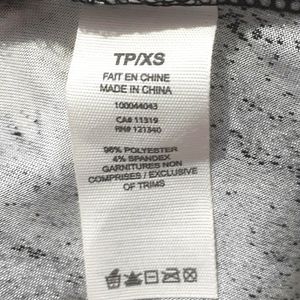 TP/XS
FAIT EN CHINE
MADE IN CHINA
100044043
CA# 11319
RN# 121340
96% POLYESTER
4% SPANDEX
GARNITURES NON
COMPRISES / EXCLUSIVE
OF TRIMS